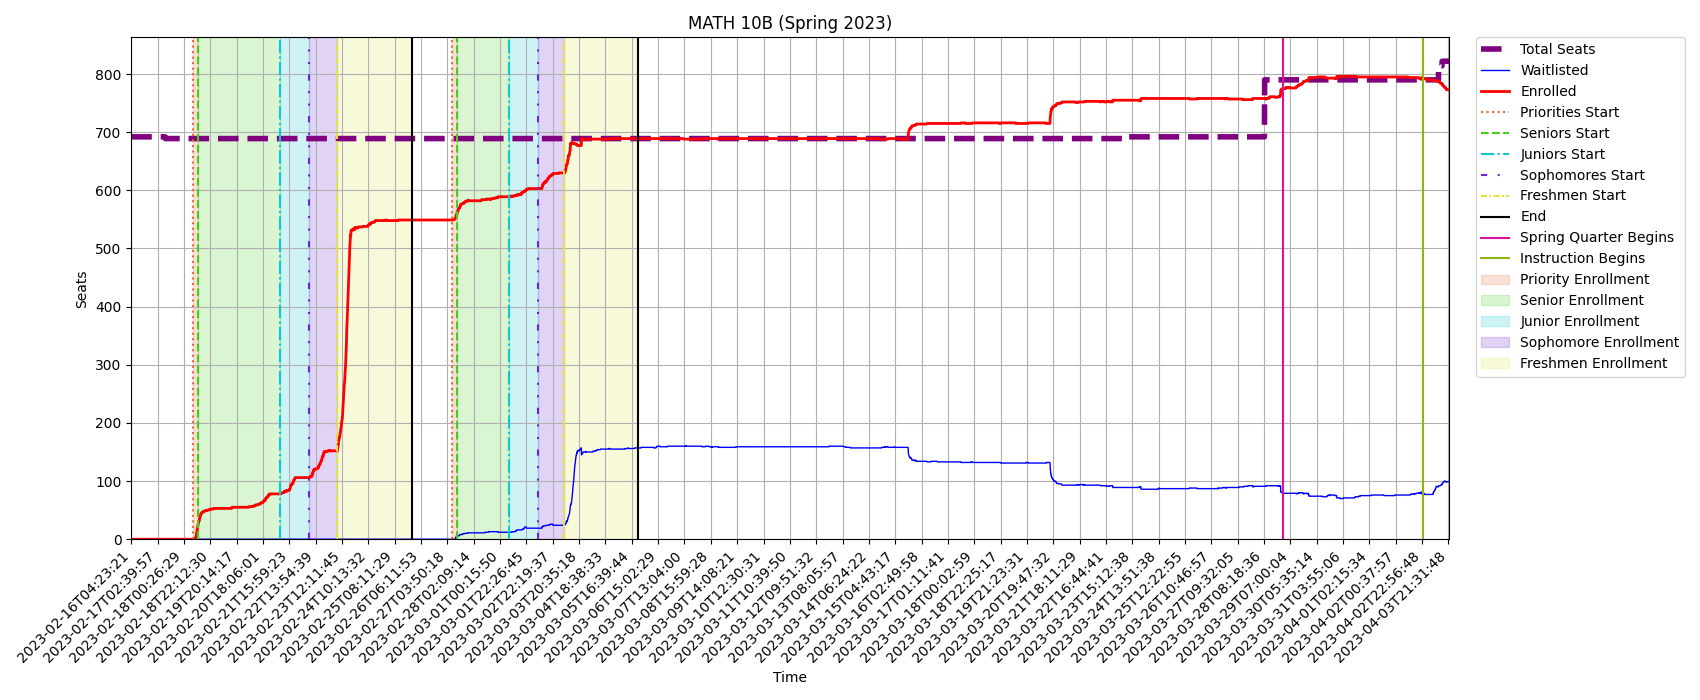 MATH 10B (Spring 2023)
Seats
800
700
600
500
400
300
200
100
0
2023-02-16T04:23:21
2023-02-17T02:39:57
2023-02-18T00:26:29
2023-02-18T22:12:30
2023-02-19T20:14:17
2023-02-20T18:06:01
2023-02-21T15:59:23
2023-02-22T13:54:39
2023-02-23T12:11:45
2023-02-24T10:13:32
2023-02-25T08:11:29
2023-02-26T06:11:53
2023-02-27T03:50:18
2023-02-28T02:09:14
2023-03-01T00:15:50
2023-03-01T22:26:45
2023-03-02T22:19:37
2023-03-03T20:35:18
2023-03-04T18:38:33
2023-03-05T16:39:44
2023-03-06T15:02:29
2023-03-07T13:04:00
2023-03-08T15:59:28
2023-03-09T14:08:21
2023-03-10T12:30:31
2023-03-11T10:39:50
2023-03-12T09:51:32
2023-03-13T08:05:57
2023-03-14T06:24:22
2023-03-15T04:43:17
2023-03-16T02:49:58
2023-03-17T01:11:41
2023-03-18T00:02:59
2023-03-18T22:25:17
2023-03-19T21:23:31
2023-03-20T19:47:32
2023-03-21T18:11:29
2023-03-22T16:44:41
2023-03-23T15:12:38
2023-03-24T13:51:38
2023-03-25T12:22:55
2023-03-26T10:46:57
2023-03-27T09:32:05
2023-03-28T08:18:36
2023-03-29T07:00:04
2023-03-30T05:35:14
2023-03-31T03:55:06
2023-04-01T02:15:34
2023-04-02T00:37:57
2023-04-02T22:56:48
2023-04-03T21:31:48
Time
Total Seats
Waitlisted
Enrolled
Priorities Start
Seniors Start
Juniors Start
Sophomores Start
Freshmen Start
End
Spring Quarter Begins
Instruction Begins
Priority Enrollment
Senior Enrollment
Junior Enrollment
Sophomore Enrollment
Freshmen Enrollment